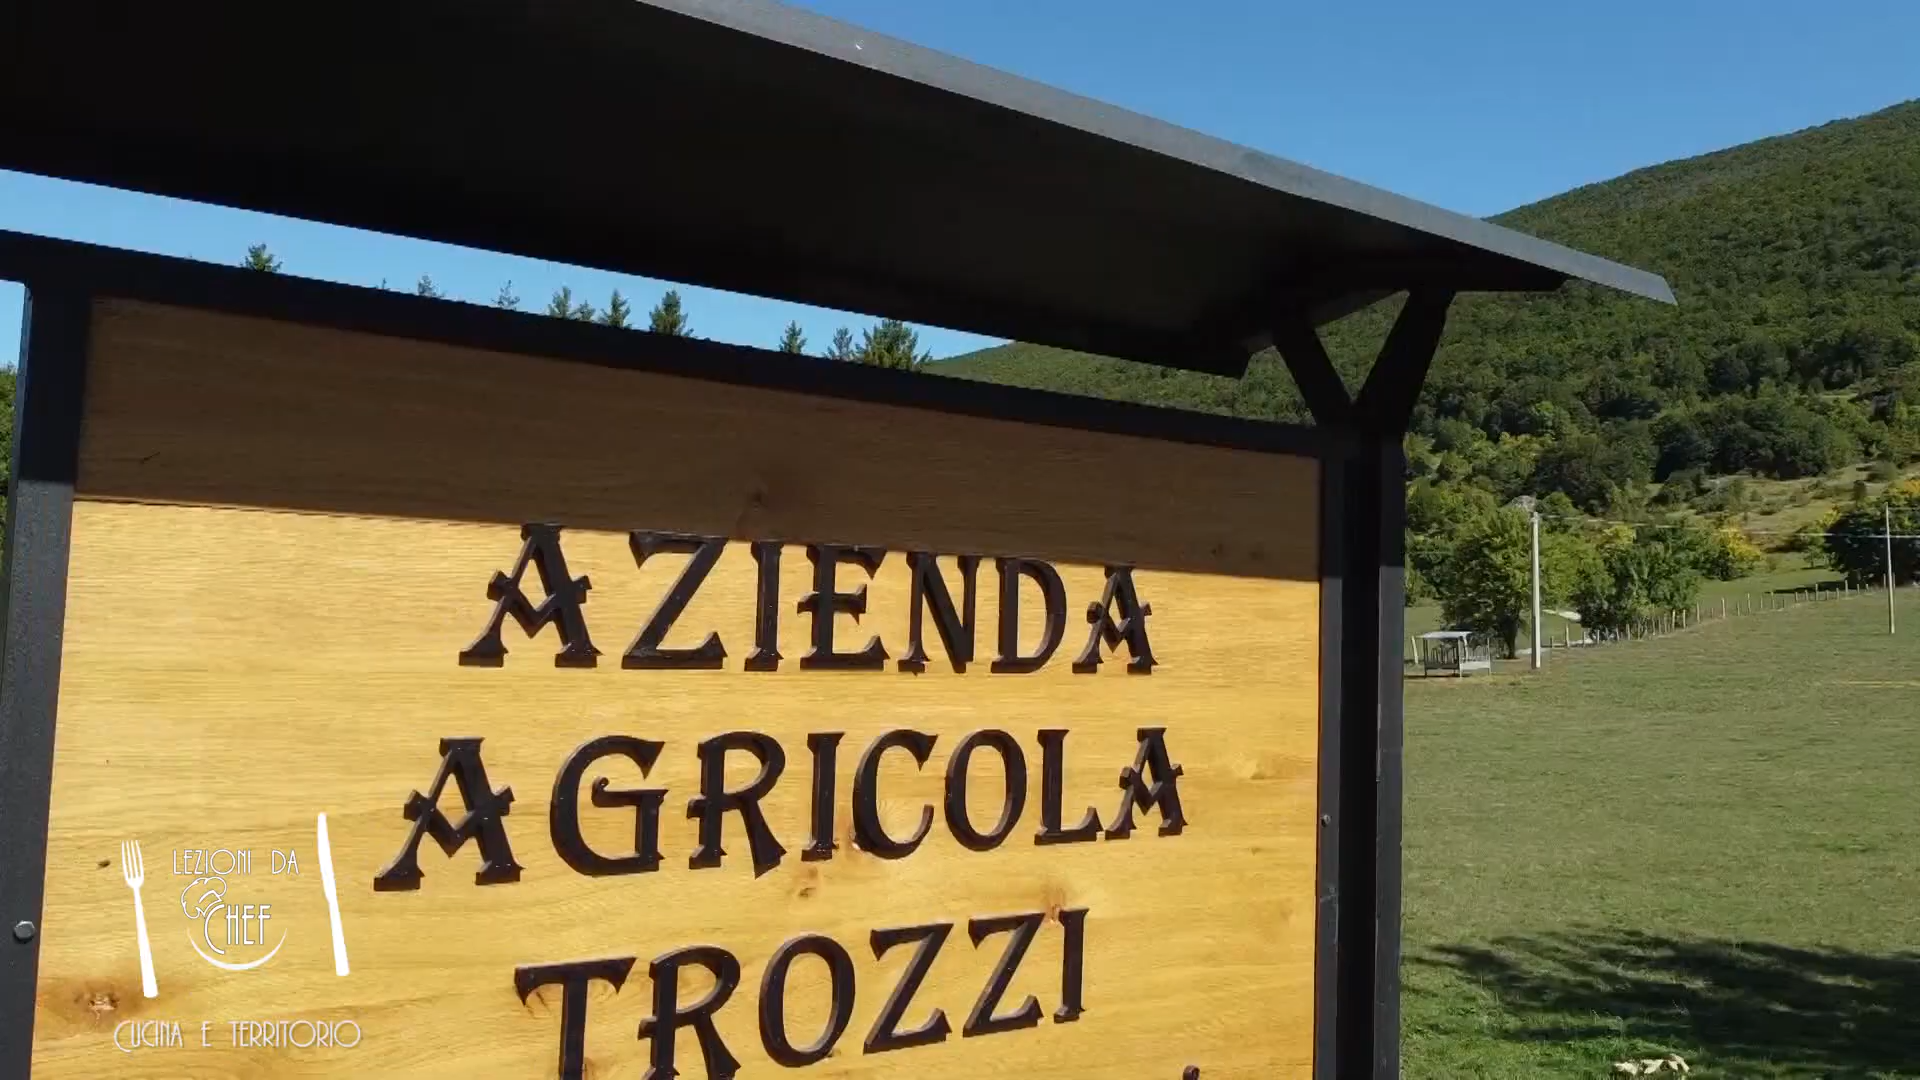 AZIENDA
AGRICOLA
TROZZI
LEZIONI DA
CHEF
CUCINA E TERRITORIO